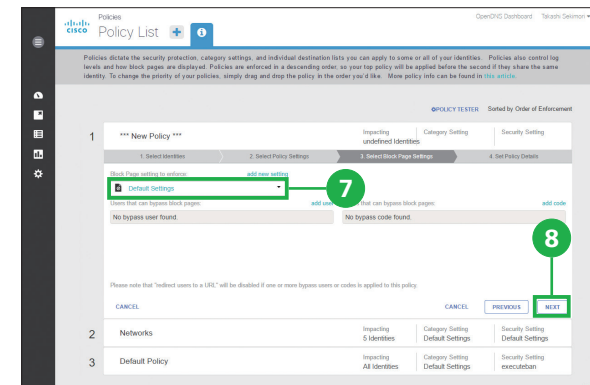 Policies
OpenDNS Dashboard Takashi Sekimori
CISCO Policy List
Policies dictate the security protection, category settings, and individual destination lists you can apply to some or all of your identities. Policies also control log
levels and how block pages are displayed. Policies are enforced in a descending order, so your top policy will be applied before the second if they share the same
identity. To change the priority of your policies, simply drag and drop the policy in the order you'd like. More policy info can be found in this article.
POLICY TESTER Sorted by Order of Enforcement
1 *** New Policy *** Impacting Category Setting Security Setting
undefined Identities
1. Select Identities 2. Select Policy Settings 3. Select Block Page Settings 4. Set Policy Details
Block Page setting to enforce: add new setting
Default Settings 7
Users that can bypass block pages: add user that can bypass block pages: add code
No bypass user found. No bypass code found.
8
Please note that "redirect users to a URL" will be disabled if one or more bypass users or codes is applied to this policy.
CANCEL CANCEL PREVIOUS NEXT
2 Networks Impacting Category Setting Security Setting
5 Identities Default Settings Default Settings
3 Default Policy Impacting Category Setting Security Setting
All Identities Default Settings executeban